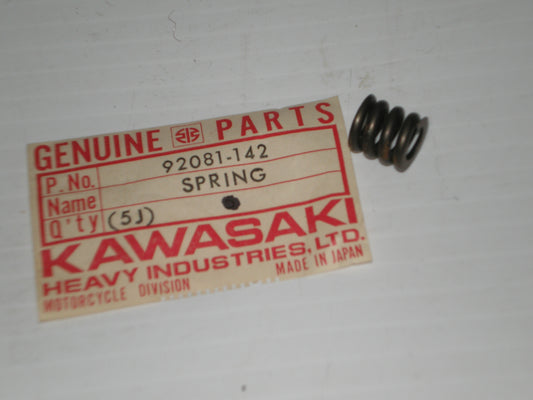 GENUINE PARTS
P. No. 92081-142
Name SPRING
Q'ty (5J)
KAWASAKI
HEAVY INDUSTRIES, LTD.
MOTORCYCLE DIVISION MADE IN JAPAN